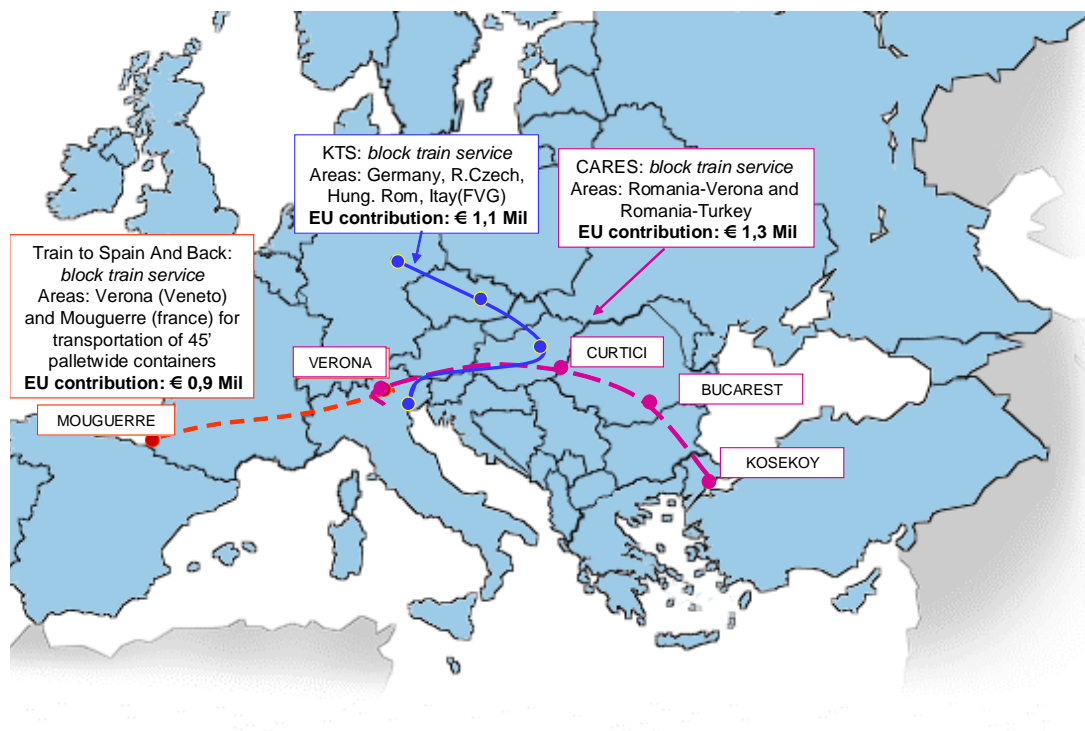 KTS: block train service
Areas: Germany, R.Czech,
Hung. Rom, Itay(FVG)
EU contribution: € 1,1 Mil
CARES: block train service
Areas: Romania-Verona and
Romania-Turkey
EU contribution: € 1,3 Mil
Train to Spain And Back:
block train service
Areas: Verona (Veneto)
and Mouguerre (france) for
transportation of 45’
palletwide containers
EU contribution: € 0,9 Mil
VERONA
CURTICI
BUCAREST
MOUGUERRE
KOSEKOY